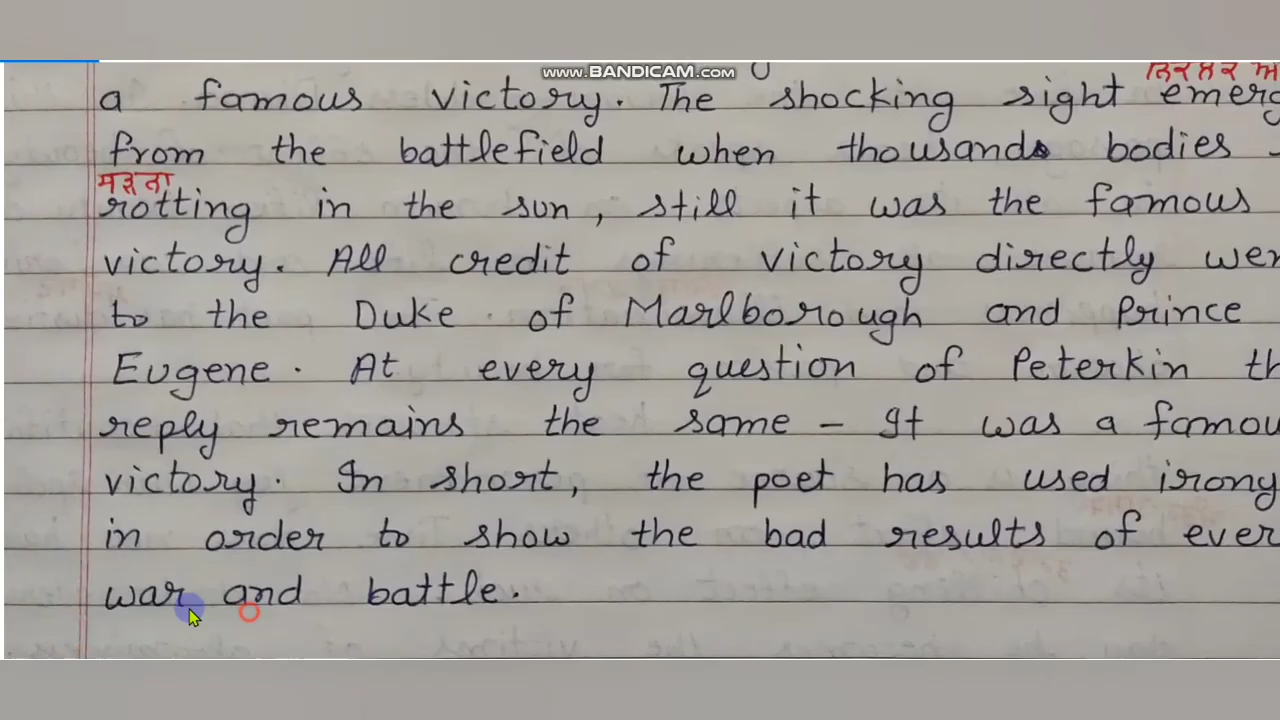 www.BANDICAM.com
निकलकर
a famous victory. The shocking sight emerg
from the battlefield when thousands bodies
सड़ता
rotting in the sun, still it was the famous
victory. All credit of victory directly wen
to the Duke of Marlborough and Prince
Eugene. At every question of Peterkin th
reply remains the same - It was a famou
victory. In short, the poet has used irony
in order to show the bad results of ever
war and battle.